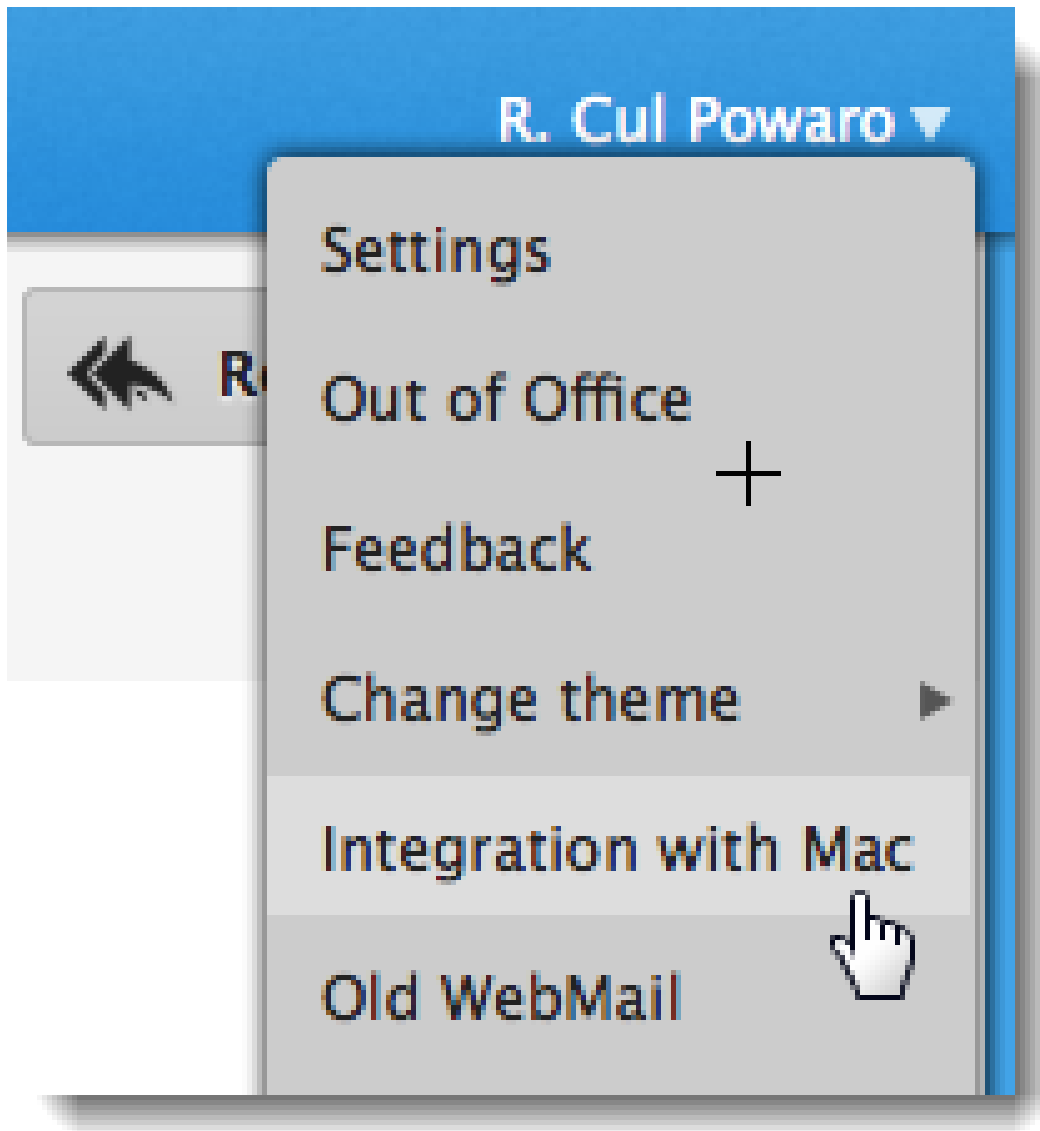 R. Cul Powaro
Settings
Out of Office
Feedback
Change theme
Integration with Mac
Old WebMail